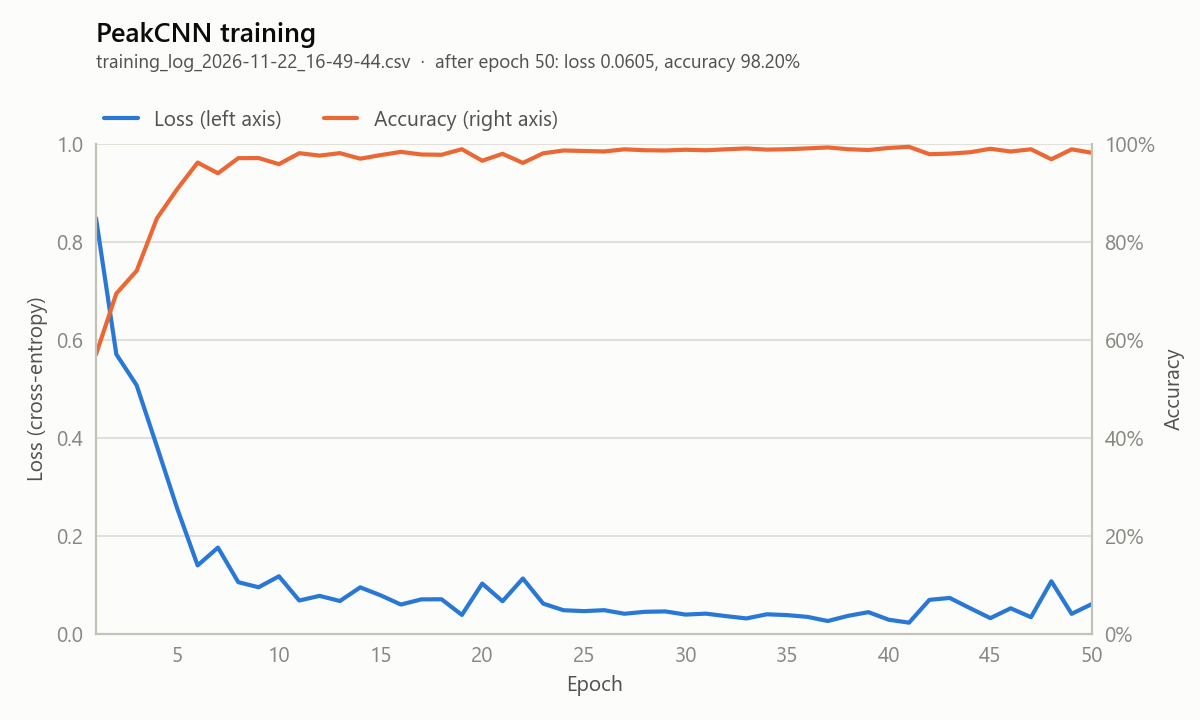 PeakCNN training
training_log_2026-11-22_16-49-44.csv · after epoch 50: loss 0.0605, accuracy 98.20%
Loss (left axis) Accuracy (right axis)
1.0 100%
0.8 80%
0.6 60%
0.4 40%
0.2 20%
0.0 0%
Loss (cross-entropy)
Accuracy
5 10 15 20 25 30 35 40 45 50
Epoch